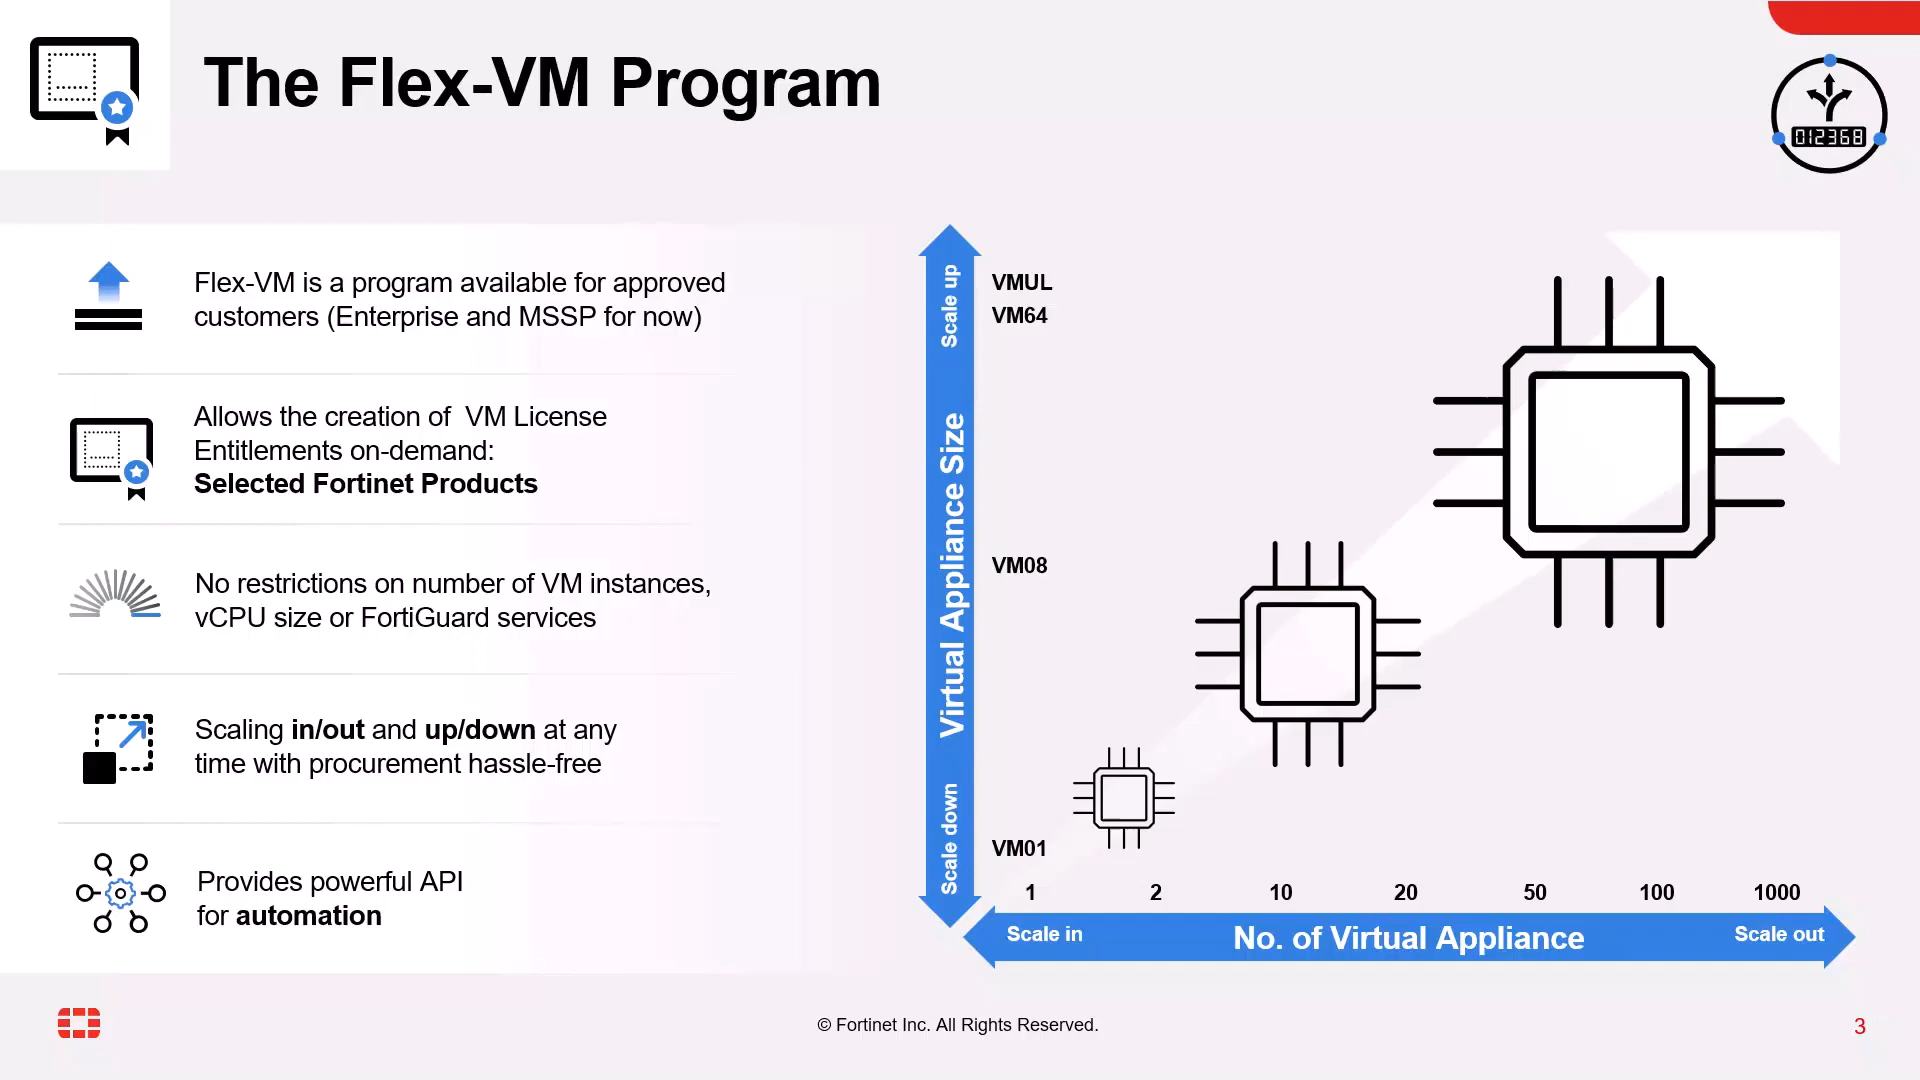 The Flex-VM Program
012368
Flex-VM is a program available for approved
customers (Enterprise and MSSP for now)
Allows the creation of  VM License
Entitlements on-demand:
Selected Fortinet Products
No restrictions on number of VM instances,
vCPU size or FortiGuard services
Scaling in/out and up/down at any
time with procurement hassle-free
Provides powerful API
for automation
Scale up
Virtual Appliance Size
Scale down
VMUL
VM64
VM08
VM01
1 2 10 20 50 100 1000
Scale in No. of Virtual Appliance Scale out
© Fortinet Inc. All Rights Reserved.
3